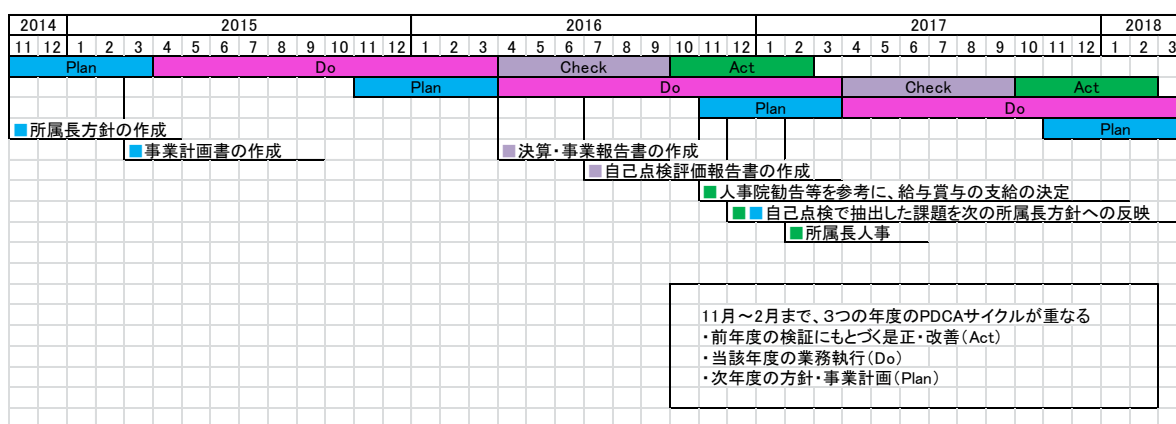 2014 2015 2016 2017 2018
11 12 1 2 3 4 5 6 7 8 9 10 11 12 1 2 3 4 5 6 7 8 9 10 11 12 1 2 3 4 5 6 7 8 9 10 11 12 1 2 3
Plan Do Check Act
Plan Do Check Act
Plan Do
■所属長方針の作成 Plan
■事業計画書の作成 ■決算・事業報告書の作成
■自己点検評価報告書の作成
■人事院勧告等を参考に、給与賞与の支給の決定
■■自己点検で抽出した課題を次の所属長方針への反映
■所属長人事
11月～2月まで、３つの年度のPDCAサイクルが重なる
・前年度の検証にもとづく是正・改善(Act)
・当該年度の業務執行(Do)
・次年度の方針・事業計画(Plan)